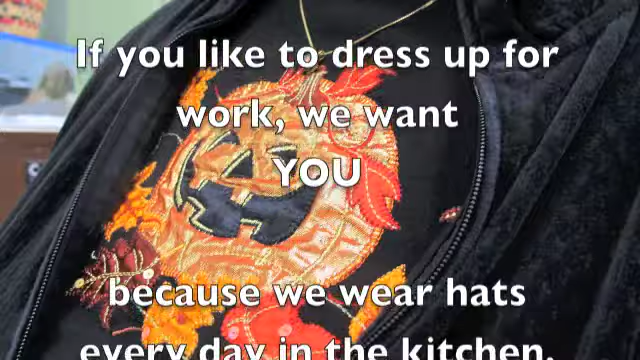 If you like to dress up for
work, we want
YOU
because we wear hats
every day in the kitchen.